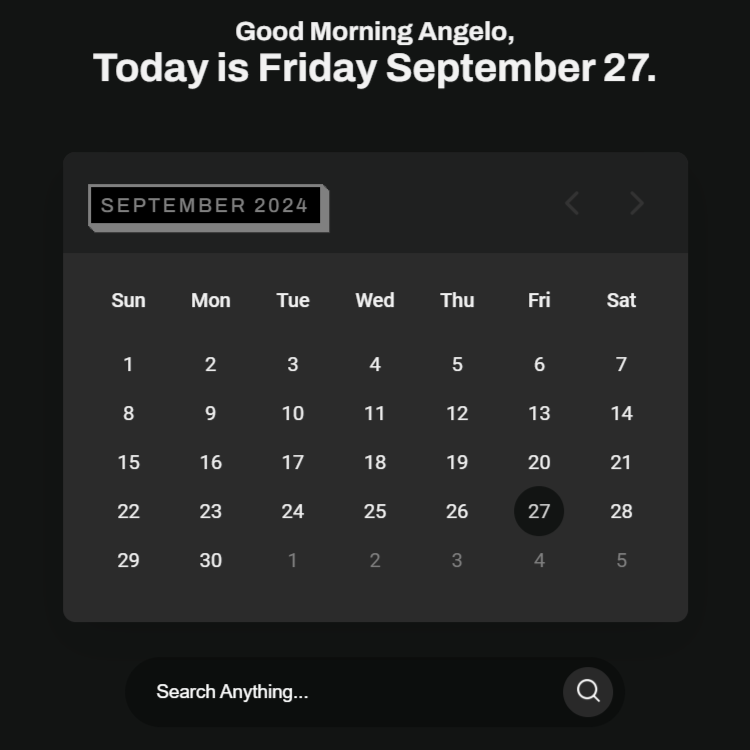 Good Morning Angelo,
Today is Friday September 27.
SEPTEMBER 2024
Sun Mon Tue Wed Thu Fri Sat
1 2 3 4 5 6 7
8 9 10 11 12 13 14
15 16 17 18 19 20 21
22 23 24 25 26 27 28
29 30 1 2 3 4 5
Search Anything...